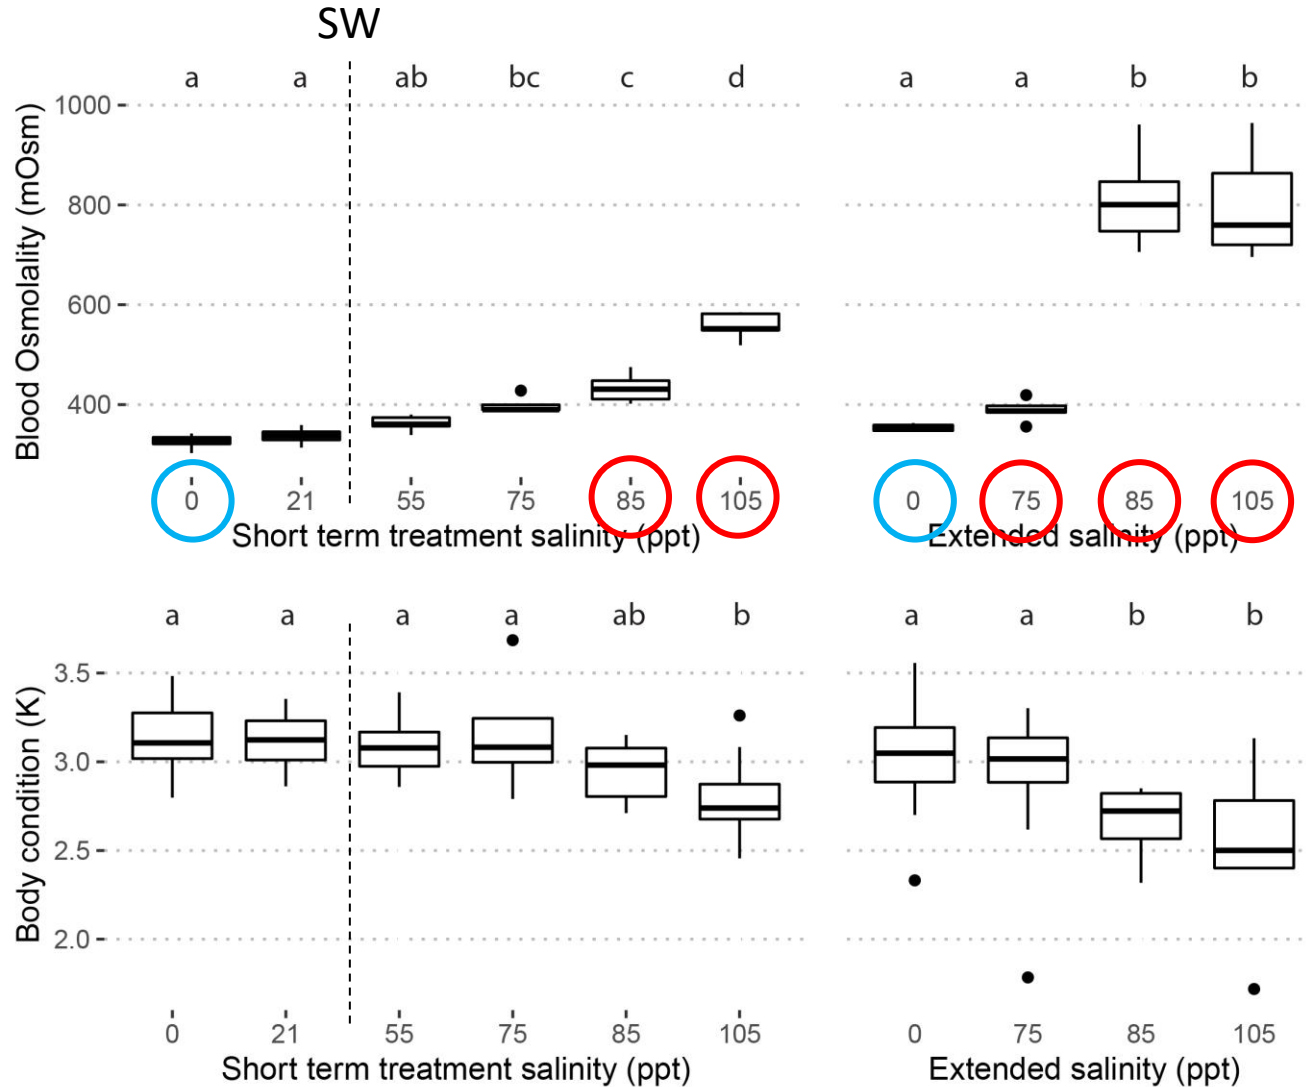 SW
a a ab bc c d a a b b
1000
800
600
400
Blood Osmolality (mOsm)
0 21 55 75 85 105 0 75 85 105
Short term treatment salinity (ppt) Extended salinity (ppt)
a a a a ab b a a b b
3.5
3.0
2.5
2.0
Body condition (K)
0 21 55 75 85 105 0 75 85 105
Short term treatment salinity (ppt) Extended salinity (ppt)